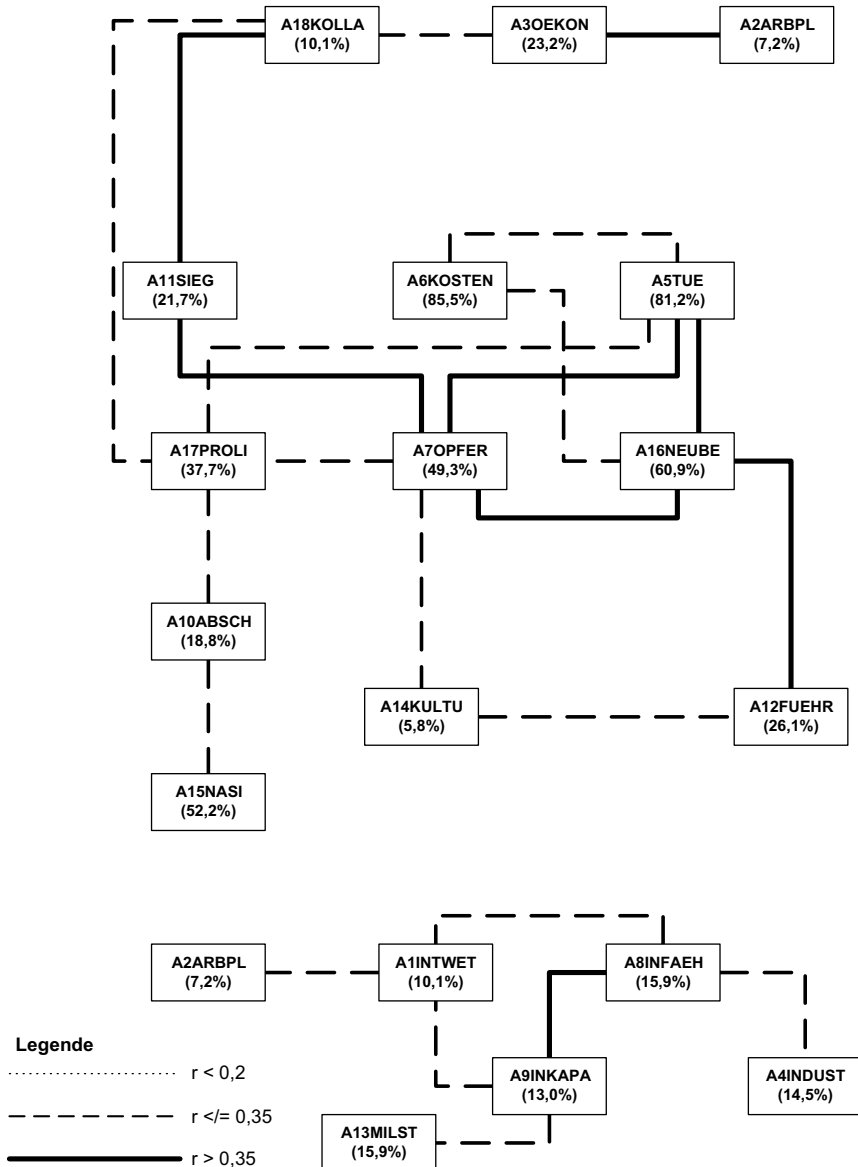 A18KOLLA
(10,1%)
A3OEKON
(23,2%)
A2ARBPL
(7,2%)
A11SIEG
(21,7%)
A6KOSTEN
(85,5%)
A5TUE
(81,2%)
A17PROLI
(37,7%)
A7OPFER
(49,3%)
A16NEUBE
(60,9%)
A10ABSCH
(18,8%)
A14KULTU
(5,8%)
A12FUEHR
(26,1%)
A15NASI
(52,2%)
A2ARBPL
(7,2%)
A1INTWET
(10,1%)
A8INFAEH
(15,9%)
A9INKAPA
(13,0%)
A4INDUST
(14,5%)
A13MILST
(15,9%)
Legende
r < 0,2
r </= 0,35
r > 0,35